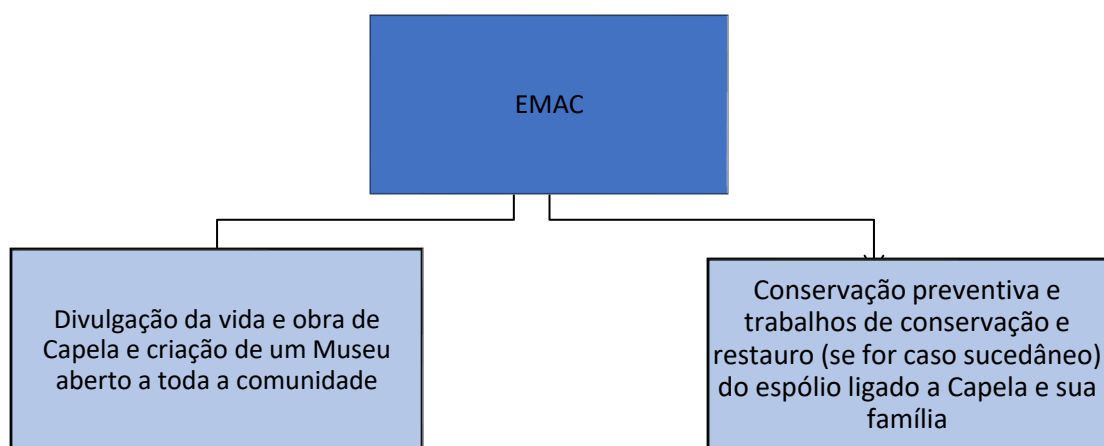 EMAC
Divulgação da vida e obra de
Capela e criação de um Museu
aberto a toda a comunidade
Conservação preventiva e
trabalhos de conservação e
restauro (se for caso sucedâneo)
do espólio ligado a Capela e sua
família